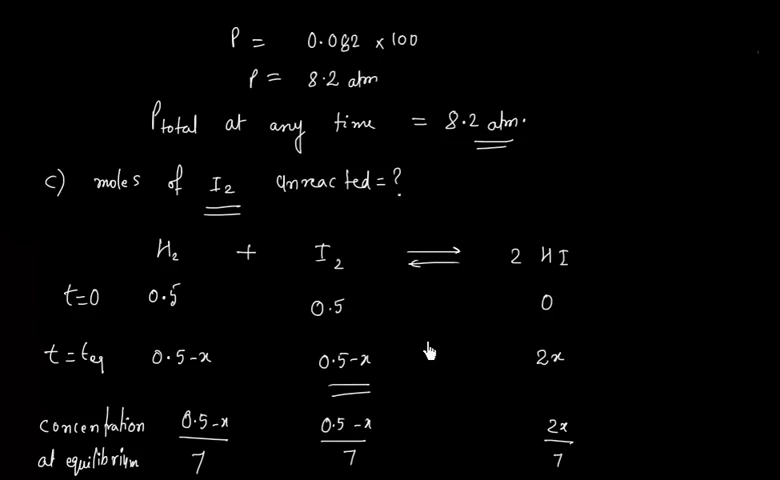 P = 0.082 × 100
P = 8.2 atm
Ptotal at any time = 8.2 atm.
c) moles of I2 unreacted = ?
H2 + I2 ⇌ 2 HI
t=0 0.5 0.5 0
t=teq 0.5-x 0.5-x 2x
concentration at equilibrium 0.5-x/7 0.5-x/7 2x/7